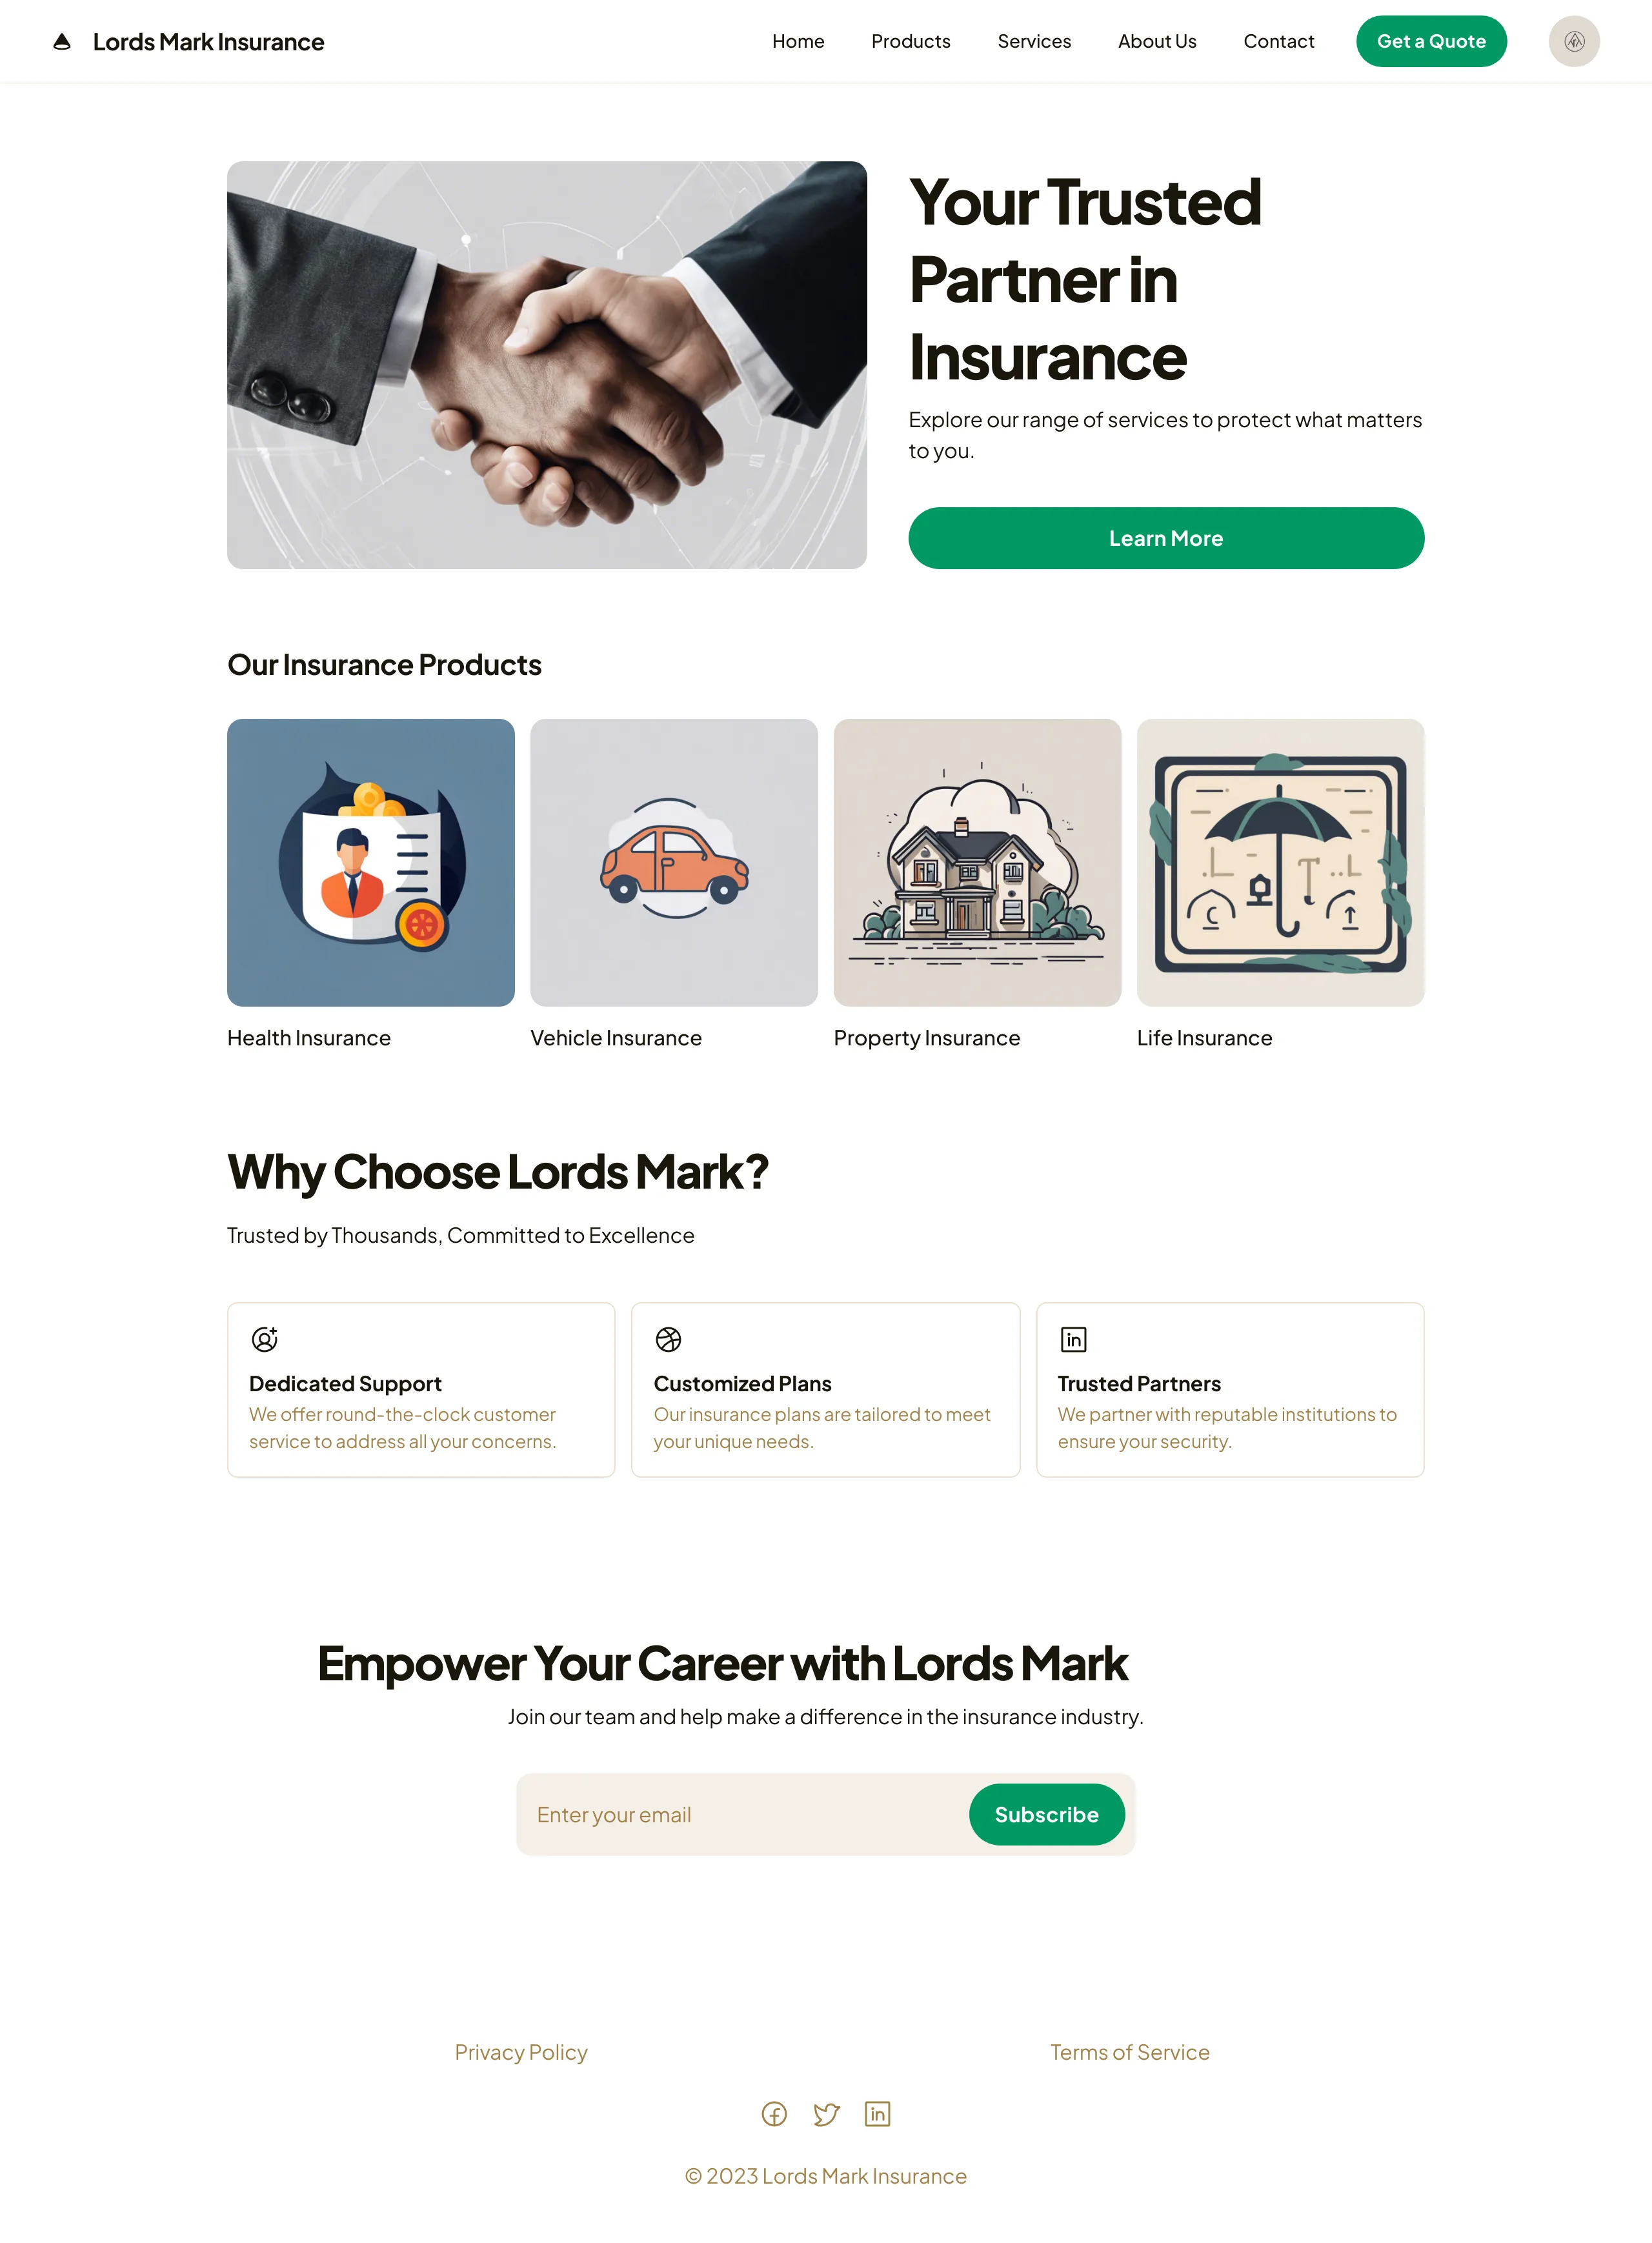 Lords Mark Insurance
Home
Products
Services
About Us
Contact
Get a Quote
Your Trusted
Partner in
Insurance
Explore our range of services to protect what matters
to you.
Learn More
Our Insurance Products
Health Insurance
Vehicle Insurance
Property Insurance
Life Insurance
Why Choose Lords Mark?
Trusted by Thousands, Committed to Excellence
Dedicated Support
We offer round-the-clock customer
service to address all your concerns.
Customized Plans
Our insurance plans are tailored to meet
your unique needs.
in
Trusted Partners
We partner with reputable institutions to
ensure your security.
Empower Your Career with Lords Mark
Join our team and help make a difference in the insurance industry.
Enter your email
Subscribe
Privacy Policy
Terms of Service
f
in
© 2023 Lords Mark Insurance